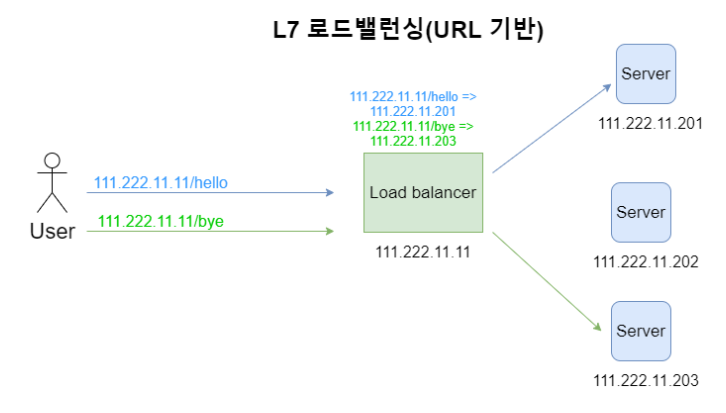 L7 로드밸런싱(URL 기반)
111.222.11.11/hello =>
111.222.11.201
111.222.11.11/bye =>
111.222.11.203
Server
111.222.11.201
111.222.11.11/hello
111.222.11.11/bye
User
Load balancer
111.222.11.11
Server
111.222.11.202
Server
111.222.11.203